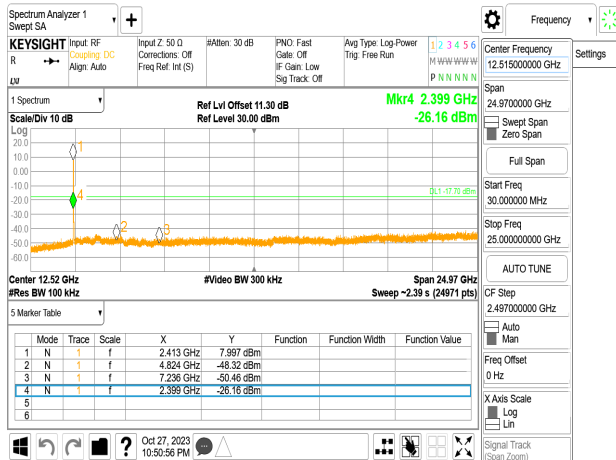 Spectrum Analyzer 1
Swept SA
Frequency
KEYSIGHT
R
LXI
Input: RF
Coupling: DC
Align: Auto
Input Z: 50 Ω
Corrections: Off
Freq Ref: Int (S)
#Atten: 30 dB
PNO: Fast
Gate: Off
IF Gain: Low
Sig Track: Off
Avg Type: Log-Power
Trig: Free Run
1 2 3 4 5 6
M W W W W W
P N N N N N
Center Frequency
12.515000000 GHz
Settings
Span
24.9700000 GHz
Swept Span
Zero Span
Full Span
Start Freq
30.000000 MHz
Stop Freq
25.000000000 GHz
AUTO TUNE
CF Step
2.497000000 GHz
Auto
Man
Freq Offset
0 Hz
X Axis Scale
Log
Lin
Signal Track
(Span Zoom)
1 Spectrum
Scale/Div 10 dB
Ref Lvl Offset 11.30 dB
Ref Level 30.00 dBm
Mkr4 2.399 GHz
-26.16 dBm
Log
20.0
10.0
0.00
-10.0
-20.0
-30.0
-40.0
-50.0
-60.0
1
4
2
3
DL1 -17.70 dBm
Center 12.52 GHz
#Video BW 300 kHz
Span 24.97 GHz
#Res BW 100 kHz
Sweep ~2.39 s (24971 pts)
5 Marker Table
Mode Trace Scale X Y Function Function Width Function Value
1 N 1 f 2.413 GHz 7.997 dBm
2 N 1 f 4.824 GHz -48.32 dBm
3 N 1 f 7.236 GHz -50.46 dBm
4 N 1 f 2.399 GHz -26.16 dBm
5
6
?
Oct 27, 2023
10:50:56 PM